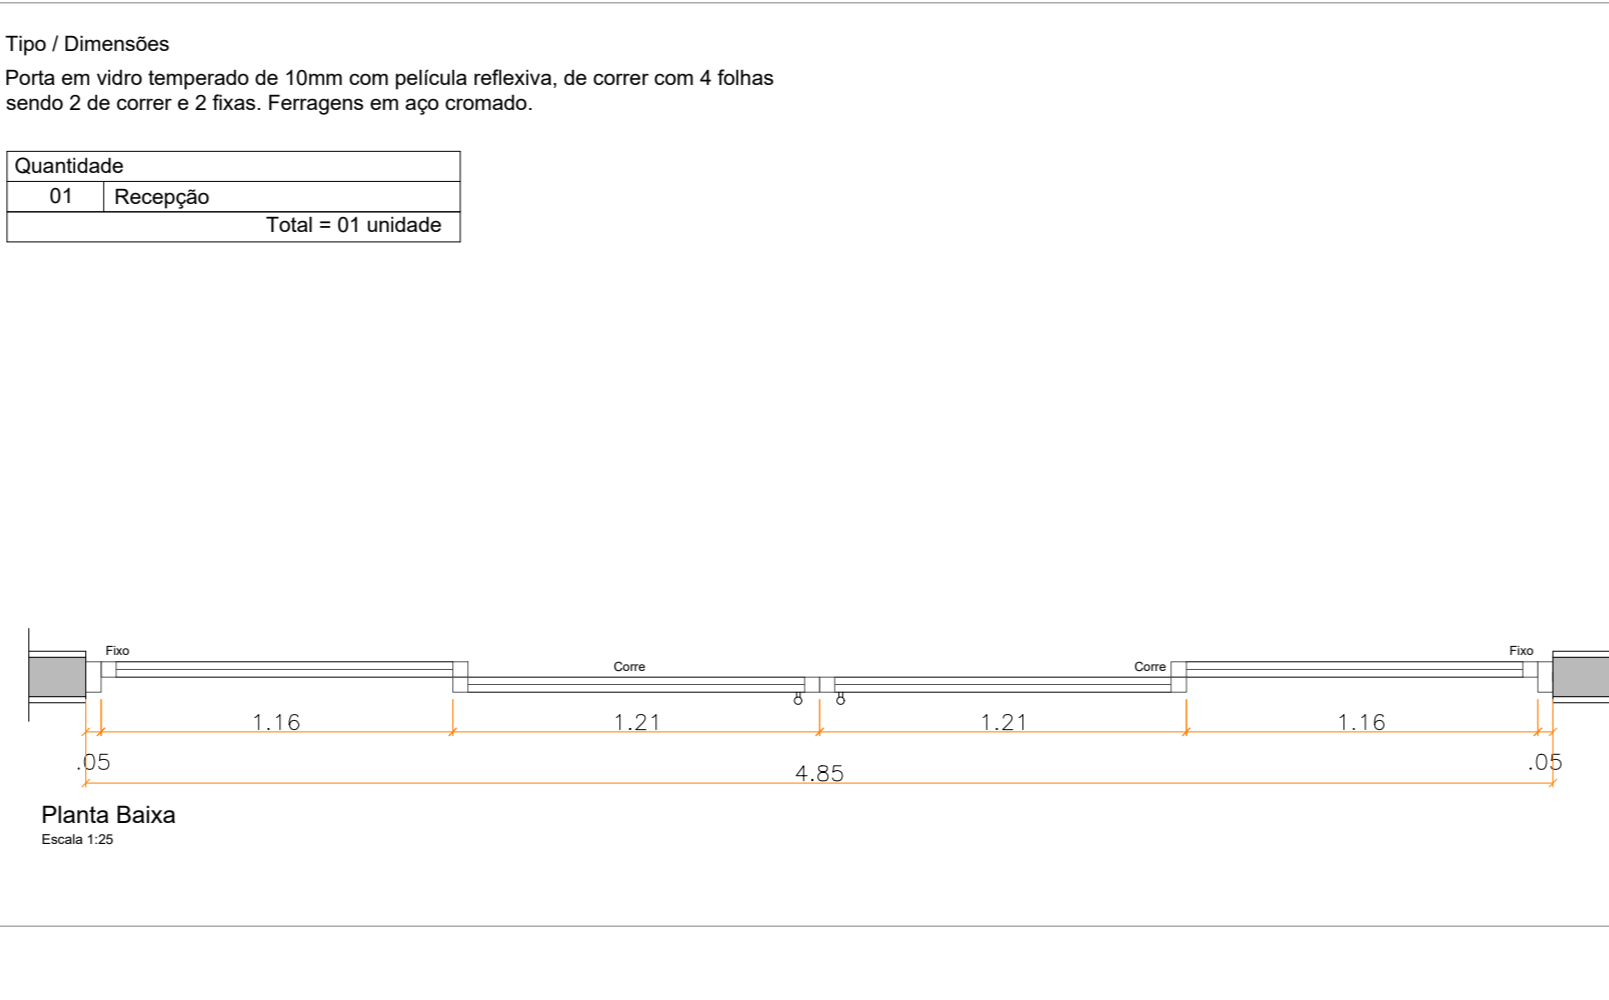 Tipo / Dimensões
Porta em vidro temperado de 10mm com película reflexiva, de correr com 4 folhas
sendo 2 de correr e 2 fixas. Ferragens em aço cromado.
Quantidade
01 Recepção
Total = 01 unidade
Fixo Fixo
Corre Corre
1.16 1.21 1.21 1.16
.05 .05
4.85
Planta Baixa
Escala 1:25